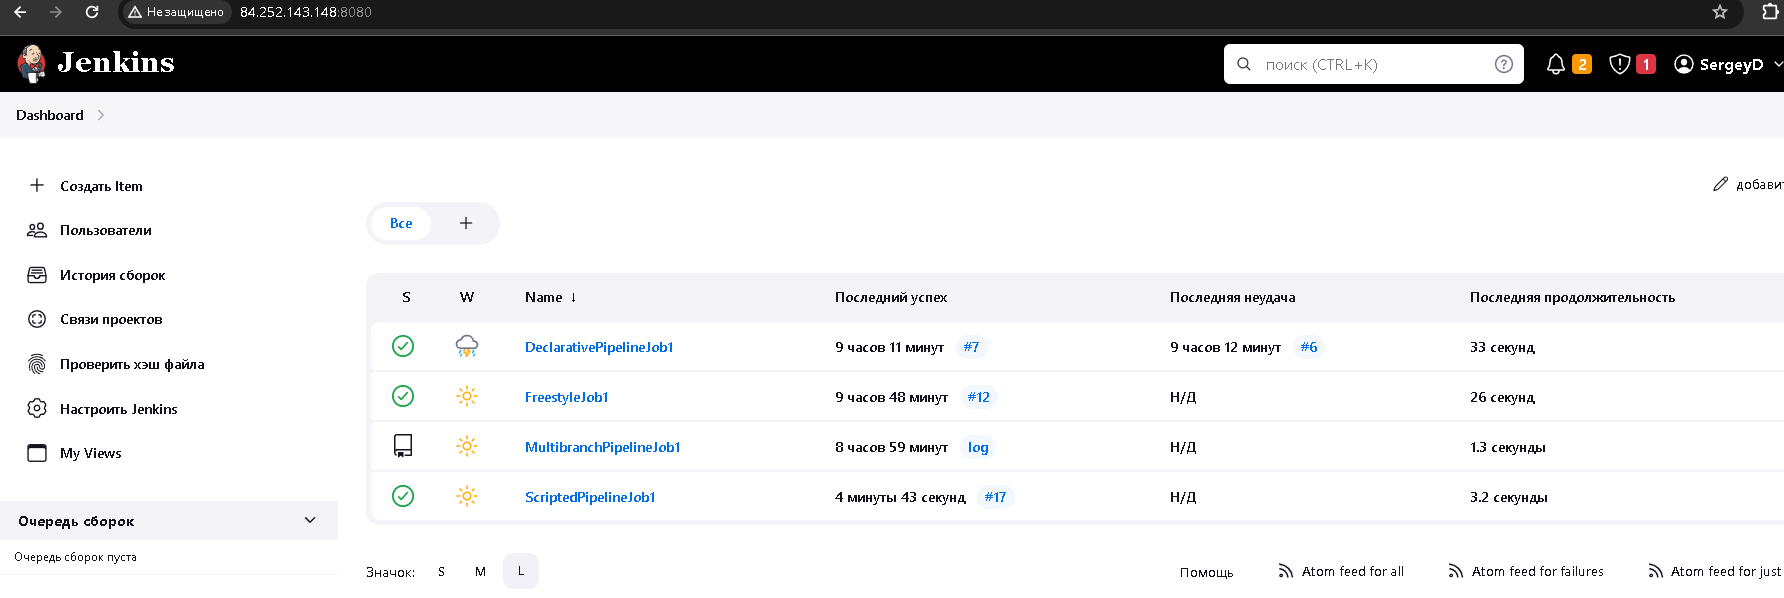 Не защищено 84.252.143.148:8080
Jenkins
поиск (CTRL+K) ?
2
1
SergeyD
Dashboard
Создать Item
Пользователи
История сборок
Связи проектов
Проверить хэш файла
Настроить Jenkins
My Views
Очередь сборок
Очередь сборок пуста
добавит
Все +
S W Name ↓ Последний успех Последняя неудача Последняя продолжительность
DeclarativePipelineJob1 9 часов 11 минут #7 9 часов 12 минут #6 33 секунд
FreestyleJob1 9 часов 48 минут #12 Н/Д 26 секунд
MultibranchPipelineJob1 8 часов 59 минут log Н/Д 1.3 секунды
ScriptedPipelineJob1 4 минуты 43 секунд #17 Н/Д 3.2 секунды
Значок: S M L
Помощь Atom feed for all Atom feed for failures Atom feed for just